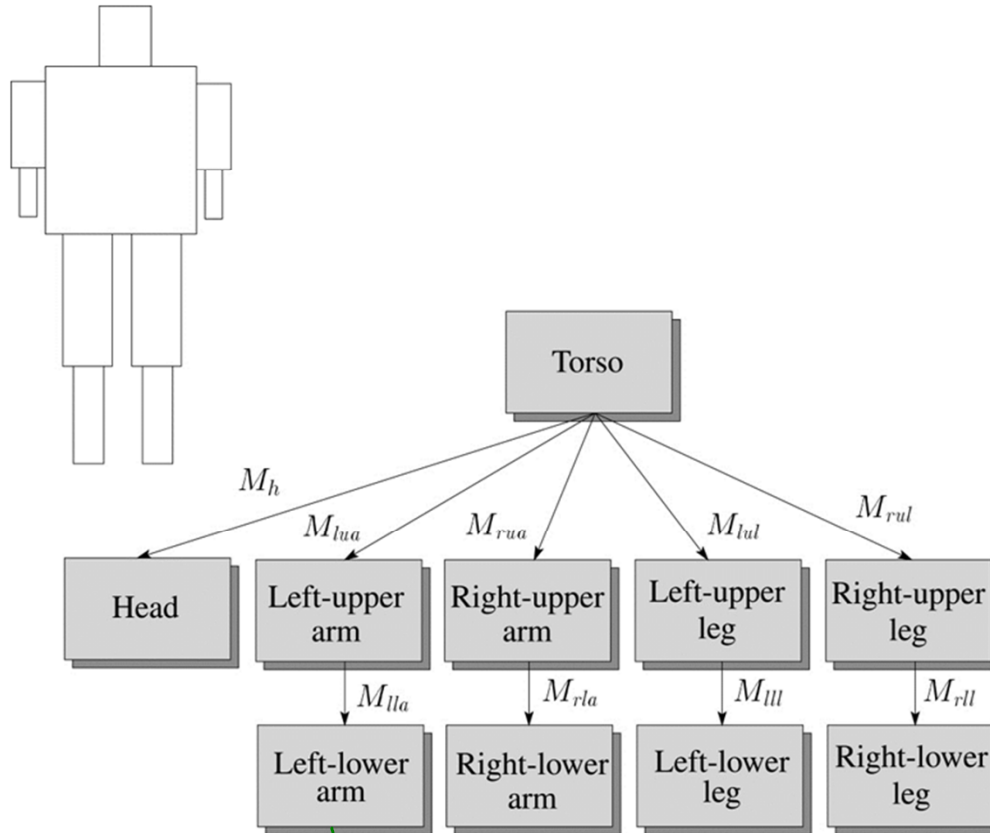 Torso
M_h
M_lua
M_rua
M_lul
M_rul
Head
Left-upper
arm
Right-upper
arm
Left-upper
leg
Right-upper
leg
M_lla
M_rla
M_lll
M_rll
Left-lower
arm
Right-lower
arm
Left-lower
leg
Right-lower
leg